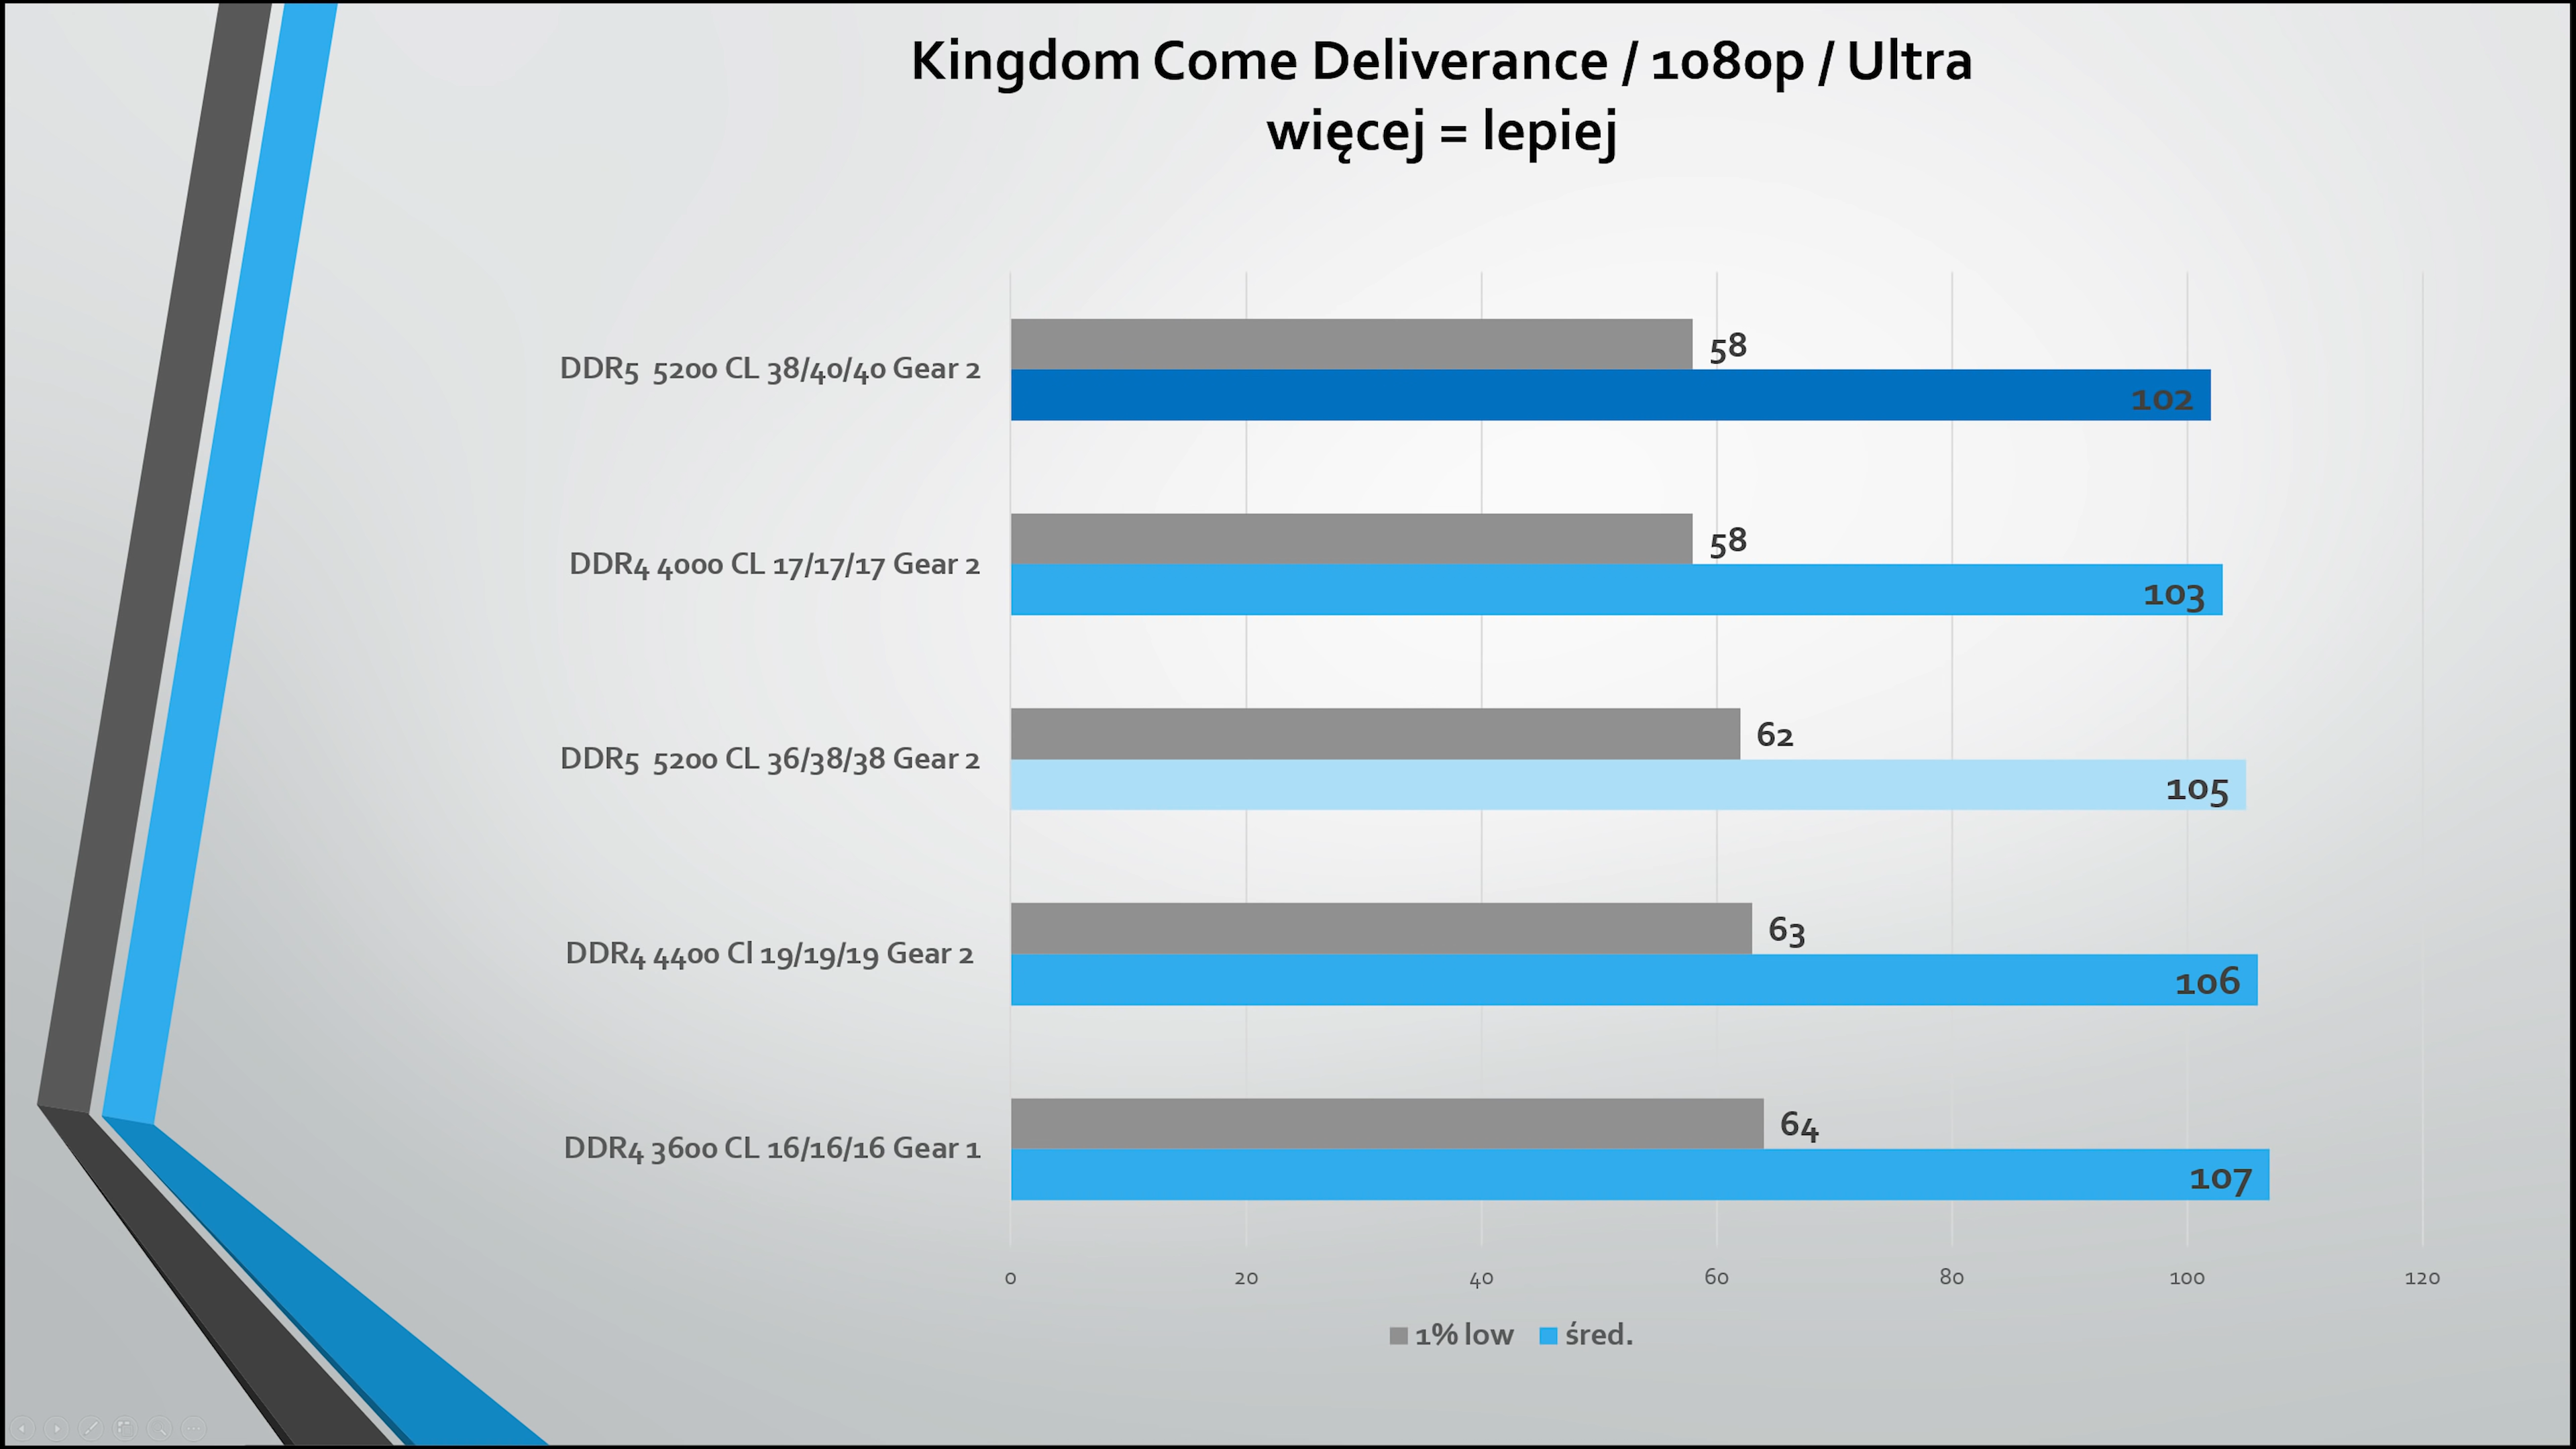 Kingdom Come Deliverance / 1080p / Ultra
więcej = lepiej
DDR5  5200 CL 38/40/40 Gear 2
58
102
DDR4 4000 CL 17/17/17 Gear 2
58
103
DDR5  5200 CL 36/38/38 Gear 2
62
105
DDR4 4400 Cl 19/19/19 Gear 2
63
106
DDR4 3600 CL 16/16/16 Gear 1
64
107
0 20 40 60 80 100 120
1% low śred.